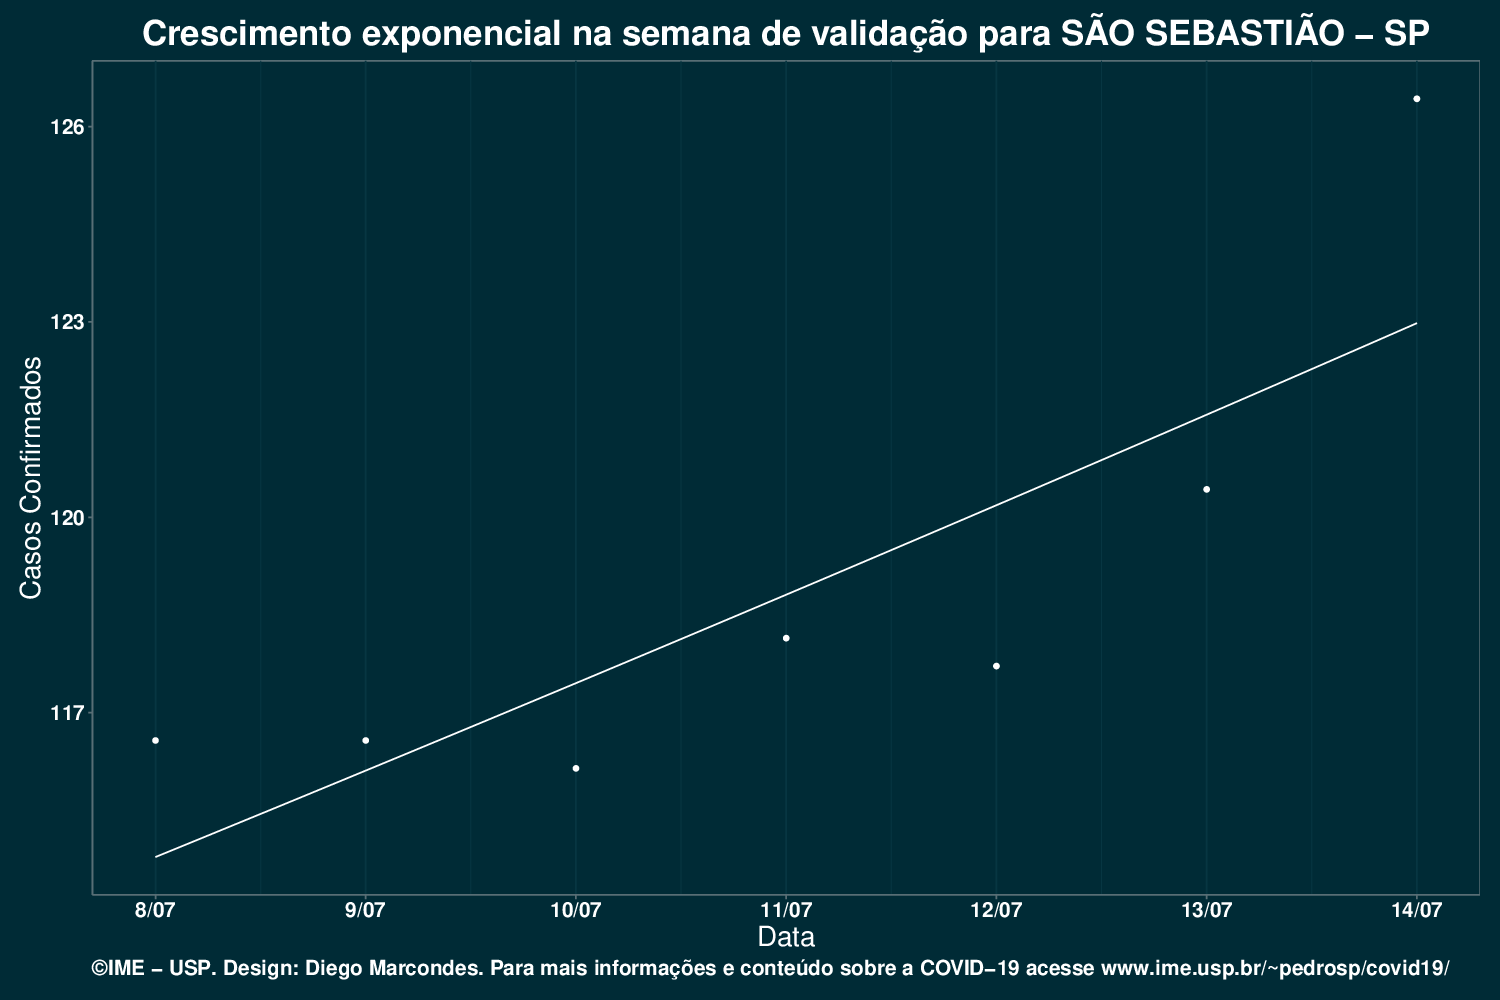 Crescimento exponencial na semana de validação para SÃO SEBASTIÃO – SP
126
123
120
117
Casos Confirmados
8/07 9/07 10/07 11/07 12/07 13/07 14/07
Data
©IME – USP. Design: Diego Marcondes. Para mais informações e conteúdo sobre a COVID–19 acesse www.ime.usp.br/~pedrosp/covid19/